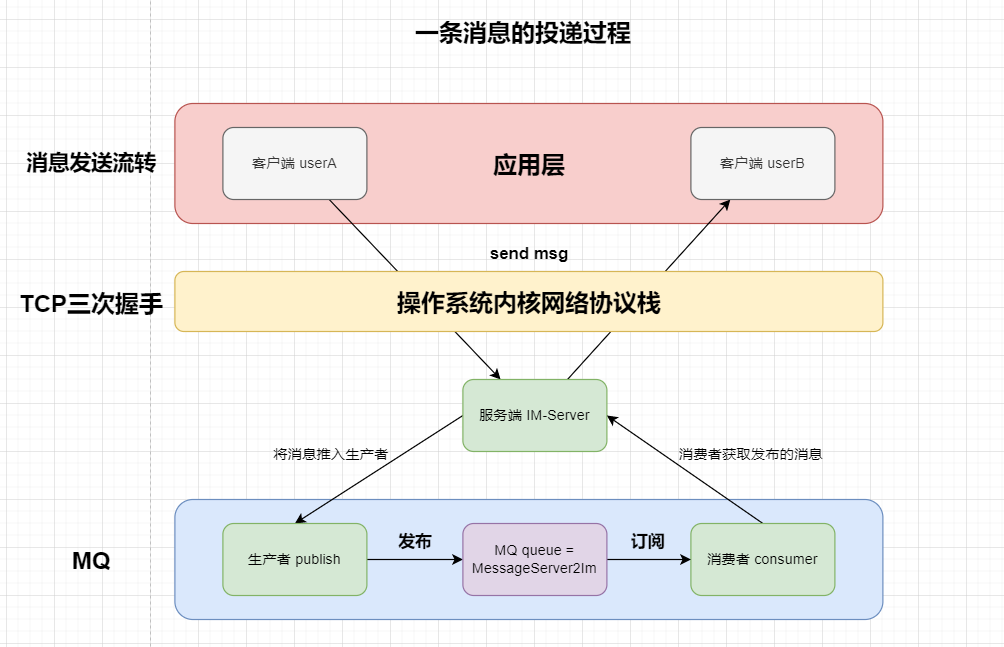 一条消息的投递过程
消息发送流转
客户端 userA
应用层
客户端 userB
send msg
TCP三次握手
操作系统内核网络协议栈
服务端 IM-Server
将消息推入生产者
消费者获取发布的消息
MQ
生产者 publish
发布
MQ queue =
MessageServer2Im
订阅
消费者 consumer